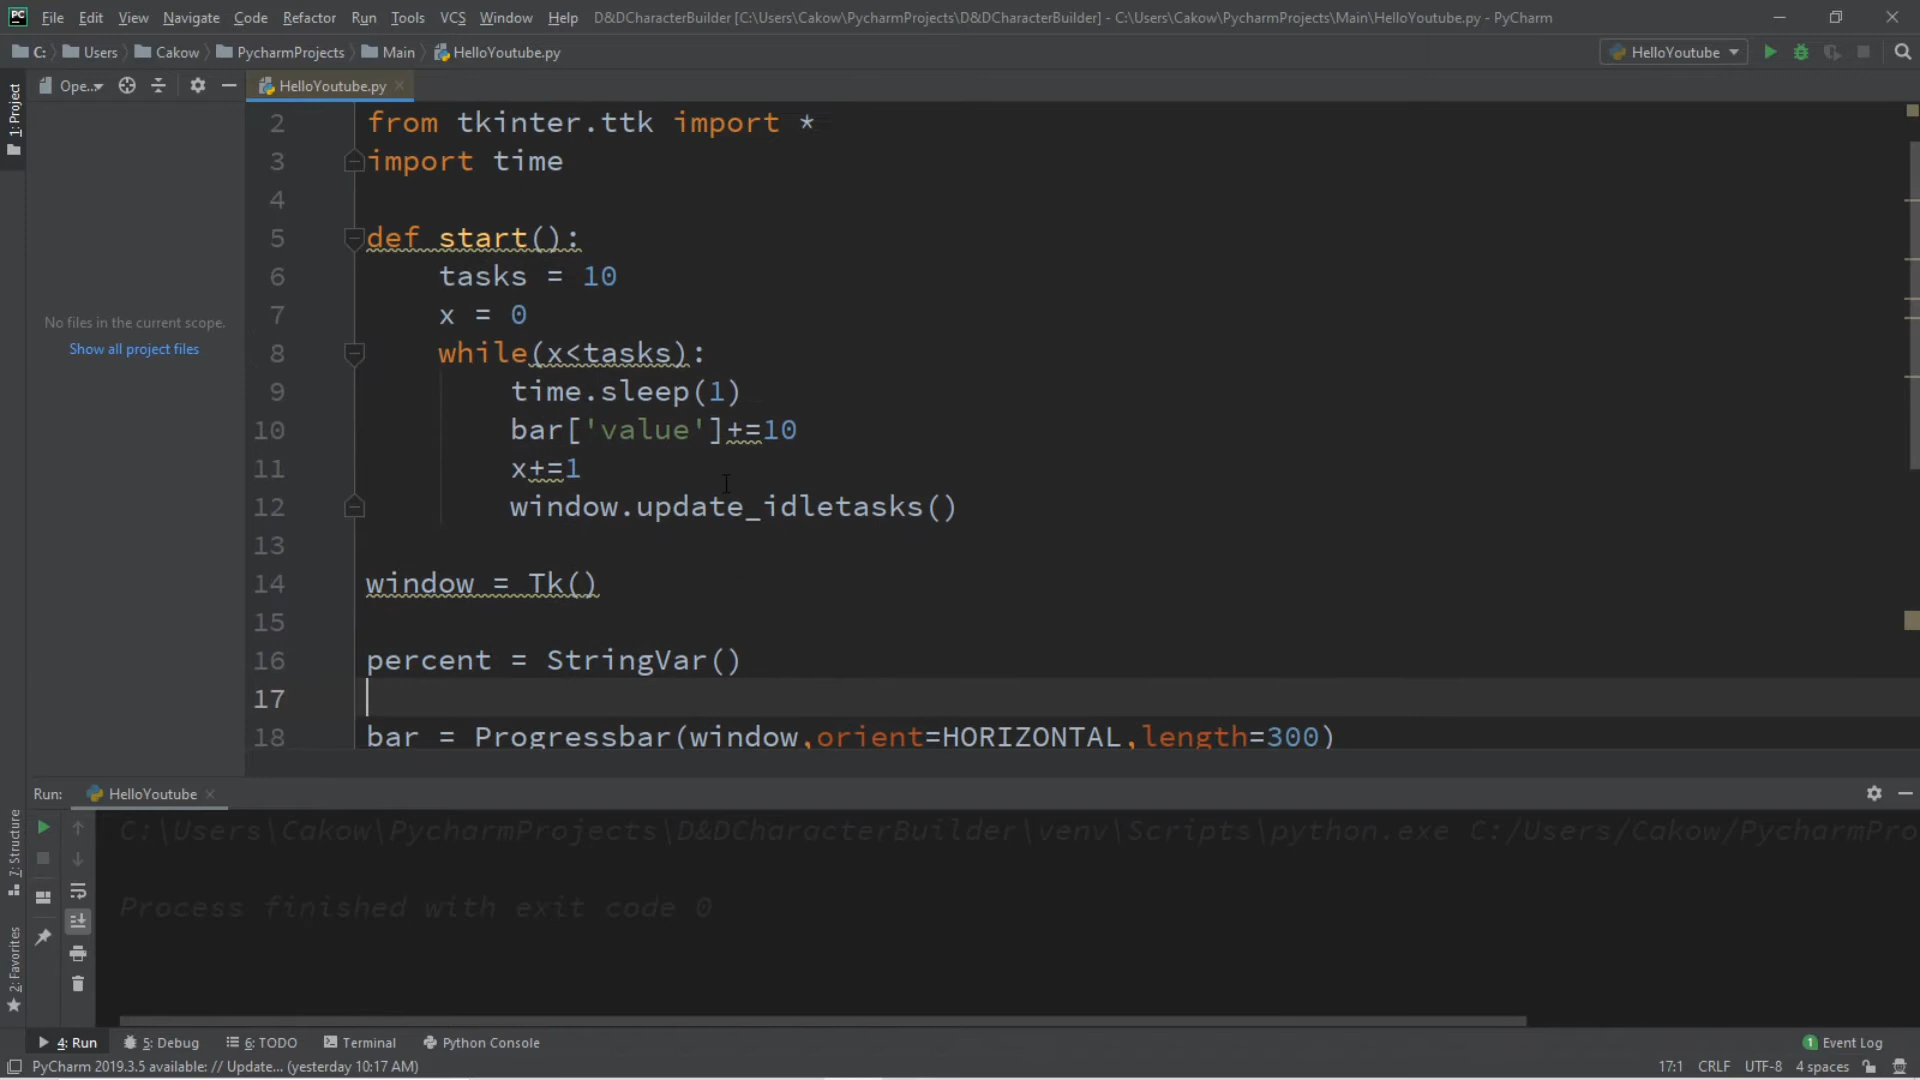 PC File Edit View Navigate Code Refactor Run Tools VCS Window Help D&DCharacterBuilder [C:\Users\Cakow\PycharmProjects\D&DCharacterBuilder] - C:\Users\Cakow\PycharmProjects\Main\HelloYoutube.py - PyCharm
C: Users Cakow PycharmProjects Main HelloYoutube.py HelloYoutube
1: Project Ope... HelloYoutube.py
No files in the current scope.
Show all project files
2 from tkinter.ttk import *
3 import time
4
5 def start():
6 tasks = 10
7 x = 0
8 while(x<tasks):
9 time.sleep(1)
10 bar['value']+=10
11 x+=1
12 window.update_idletasks()
13
14 window = Tk()
15
16 percent = StringVar()
17
18 bar = Progressbar(window,orient=HORIZONTAL,length=300)
Run: HelloYoutube
C:\Users\Cakow\PycharmProjects\D&DCharacterBuilder\venv\Scripts\python.exe C:/Users/Cakow/PycharmPro
Process finished with exit code 0
7: Structure
2: Favorites
4: Run 5: Debug 6: TODO Terminal Python Console 1 Event Log
PyCharm 2019.3.5 available: // Update... (yesterday 10:17 AM) 17:1 CRLF UTF-8 4 spaces